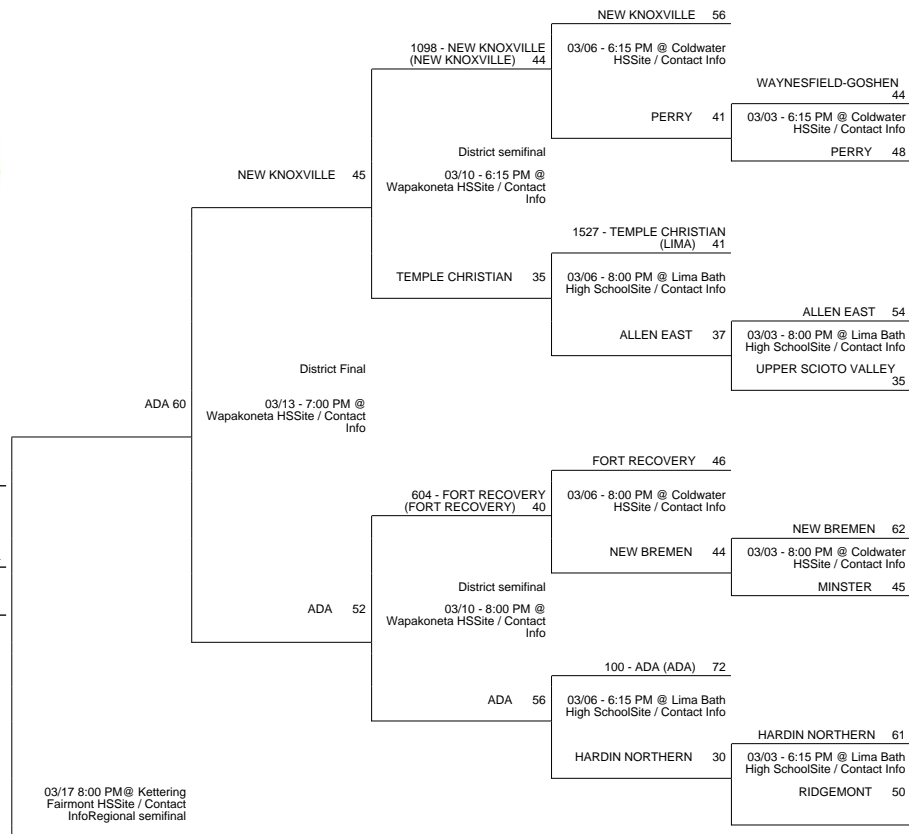 NEW KNOXVILLE 56
1098 - NEW KNOXVILLE
(NEW KNOXVILLE) 44
03/06 - 6:15 PM @ Coldwater
HSSite / Contact Info
WAYNESFIELD-GOSHEN
44
PERRY 41
03/03 - 6:15 PM @ Coldwater
HSSite / Contact Info
PERRY 48
District semifinal
NEW KNOXVILLE 45
03/10 - 6:15 PM @
Wapakoneta HSSite / Contact
Info
1527 - TEMPLE CHRISTIAN
(LIMA) 41
TEMPLE CHRISTIAN 35
03/06 - 8:00 PM @ Lima Bath
High SchoolSite / Contact Info
ALLEN EAST 54
ALLEN EAST 37
03/03 - 8:00 PM @ Lima Bath
High SchoolSite / Contact Info
UPPER SCIOTO VALLEY
35
District Final
ADA 60
03/13 - 7:00 PM @
Wapakoneta HSSite / Contact
Info
FORT RECOVERY 46
604 - FORT RECOVERY
(FORT RECOVERY) 40
03/06 - 8:00 PM @ Coldwater
HSSite / Contact Info
NEW BREMEN 62
NEW BREMEN 44
03/03 - 8:00 PM @ Coldwater
HSSite / Contact Info
MINSTER 45
District semifinal
ADA 52
03/10 - 8:00 PM @
Wapakoneta HSSite / Contact
Info
100 - ADA (ADA) 72
ADA 56
03/06 - 6:15 PM @ Lima Bath
High SchoolSite / Contact Info
HARDIN NORTHERN 61
HARDIN NORTHERN 30
03/03 - 6:15 PM @ Lima Bath
High SchoolSite / Contact Info
RIDGEMONT 50
03/17 8:00 PM@ Kettering
Fairmont HSSite / Contact
InfoRegional semifinal